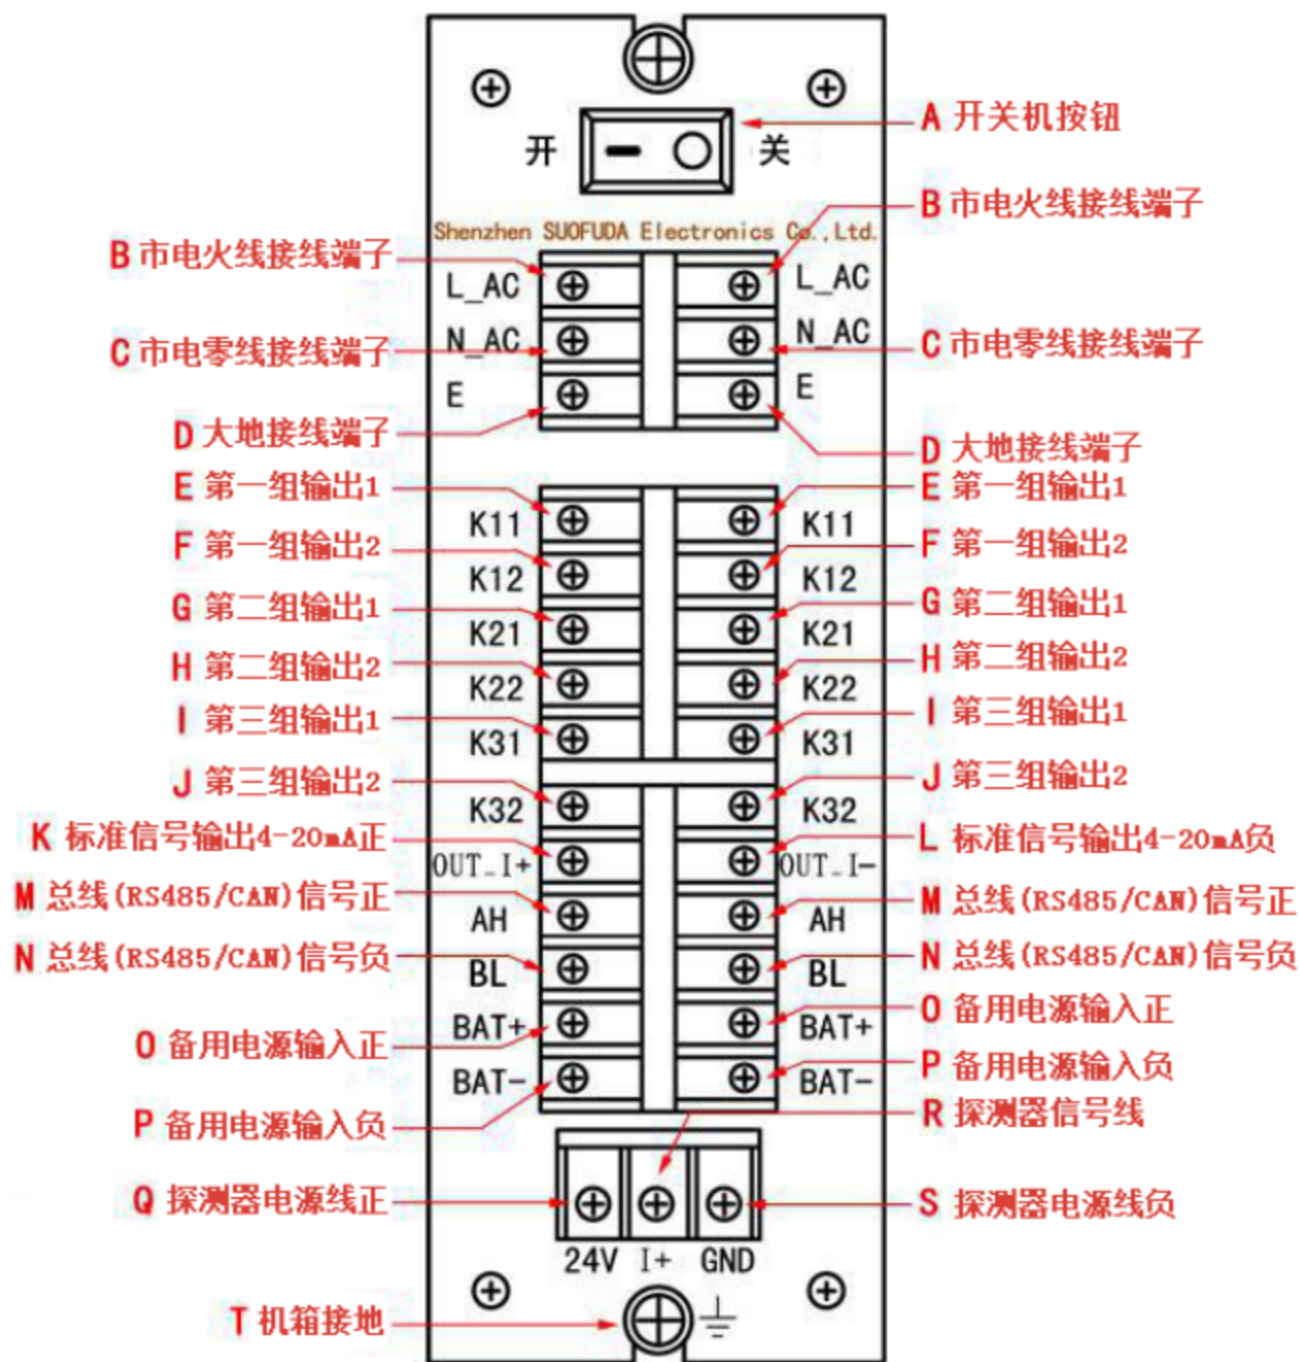 A 开关机按钮
开 关
B 市电火线接线端子
Shenzhen SUOFUDA Electronics Co.,Ltd.
B 市电火线接线端子
L_AC L_AC
C 市电零线接线端子 N_AC N_AC C 市电零线接线端子
E E
D 大地接线端子 D 大地接线端子
E 第一组输出1 E 第一组输出1
K11 K11
F 第一组输出2 F 第一组输出2
K12 K12
G 第二组输出1 G 第二组输出1
K21 K21
H 第二组输出2 H 第二组输出2
K22 K22
I 第三组输出1 I 第三组输出1
K31 K31
J 第三组输出2 J 第三组输出2
K32 K32
K 标准信号输出4-20mA正 L 标准信号输出4-20mA负
OUT_I+ OUT_I-
M 总线(RS485/CAN)信号正 M 总线(RS485/CAN)信号正
AH AH
N 总线(RS485/CAN)信号负 N 总线(RS485/CAN)信号负
BL BL
O 备用电源输入正 BAT+ BAT+ O 备用电源输入正
BAT- BAT- P 备用电源输入负
P 备用电源输入负 R 探测器信号线
Q 探测器电源线正 S 探测器电源线负
24V I+ GND
T 机箱接地